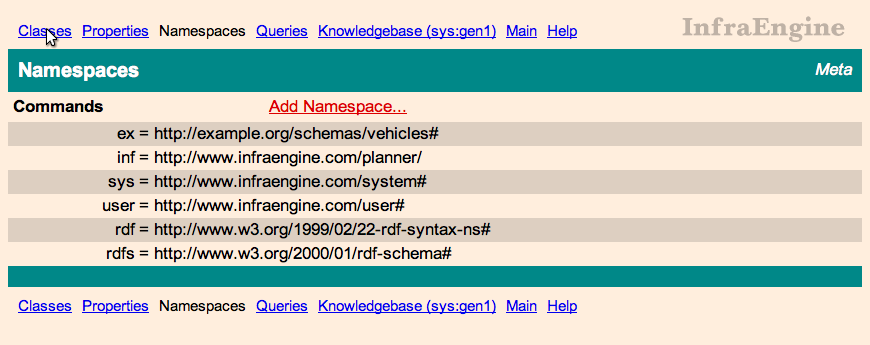 Classes Properties Namespaces Queries Knowledgebase (sys:gen1) Main Help InfraEngine
Namespaces Meta
Commands Add Namespace...
ex = http://example.org/schemas/vehicles#
inf = http://www.infraengine.com/planner/
sys = http://www.infraengine.com/system#
user = http://www.infraengine.com/user#
rdf = http://www.w3.org/1999/02/22-rdf-syntax-ns#
rdfs = http://www.w3.org/2000/01/rdf-schema#
Classes Properties Namespaces Queries Knowledgebase (sys:gen1) Main Help